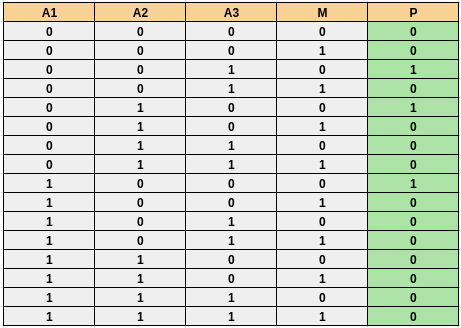 A1 A2 A3 M P
0 0 0 0 0
0 0 0 1 0
0 0 1 0 1
0 0 1 1 0
0 1 0 0 1
0 1 0 1 0
0 1 1 0 0
0 1 1 1 0
1 0 0 0 1
1 0 0 1 0
1 0 1 0 0
1 0 1 1 0
1 1 0 0 0
1 1 0 1 0
1 1 1 0 0
1 1 1 1 0